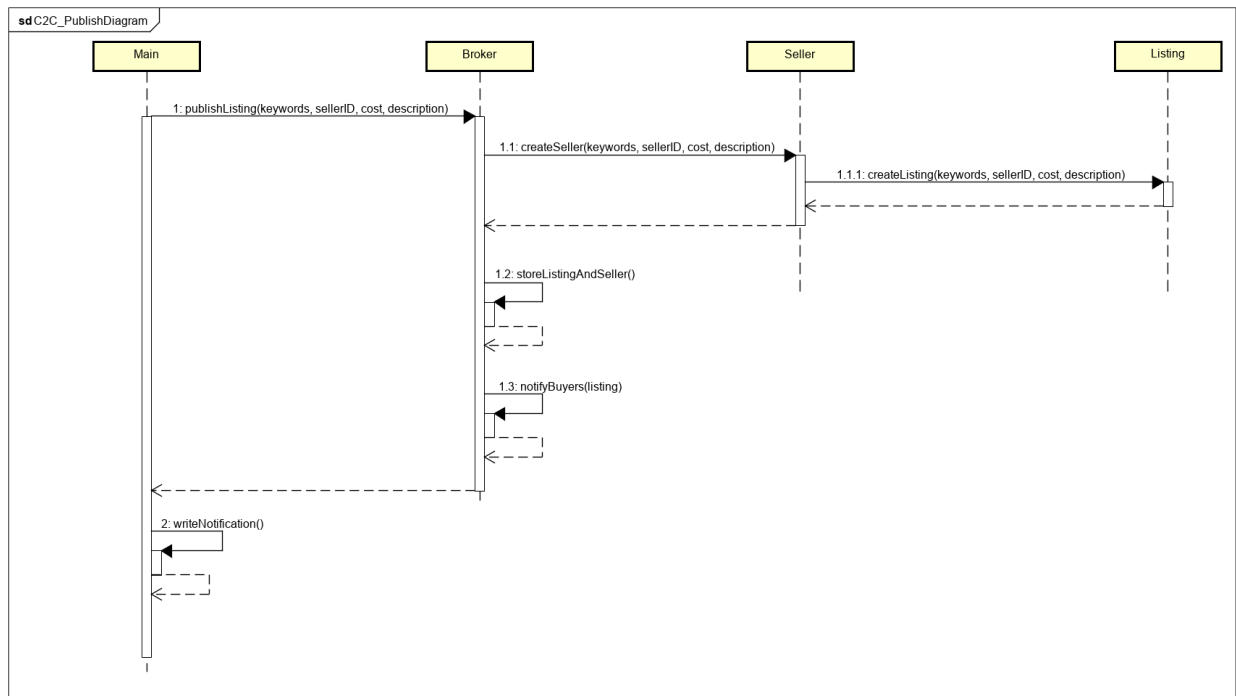 sd C2C_PublishDiagram
Main
Broker
Seller
Listing
1: publishListing(keywords, sellerID, cost, description)
1.1: createSeller(keywords, sellerID, cost, description)
1.1.1: createListing(keywords, sellerID, cost, description)
1.2: storeListingAndSeller()
1.3: notifyBuyers(listing)
2: writeNotification()